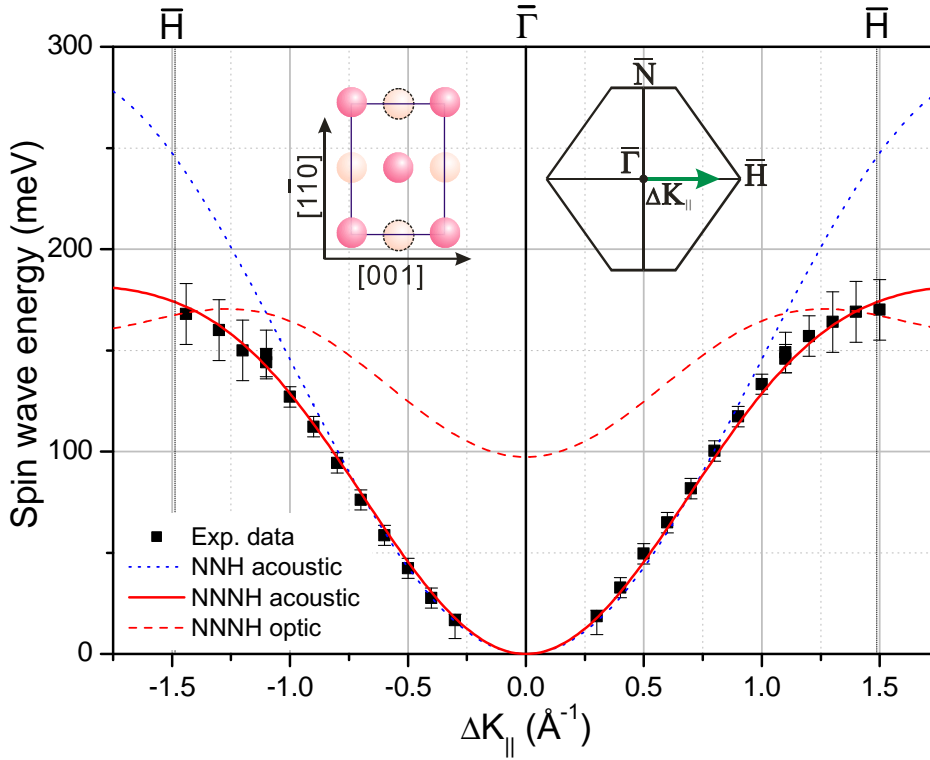 H̅ Γ̅ H̅
300
200
100
0
Spin wave energy (meV)
[1̅10]
[001]
N̅
Γ̅
H̅
ΔK||
Exp. data
NNH acoustic
NNNH acoustic
NNNH optic
-1.5 -1.0 -0.5 0.0 0.5 1.0 1.5
ΔK|| (Å⁻¹)